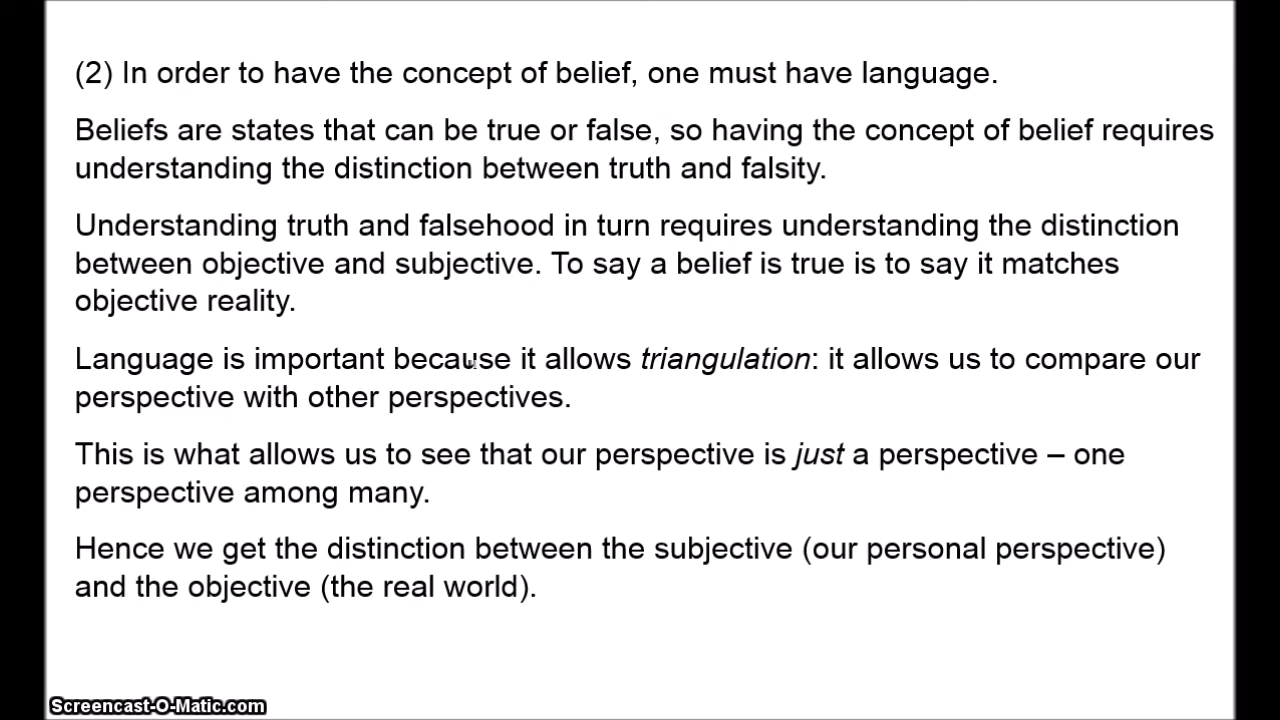 (2) In order to have the concept of belief, one must have language.
Beliefs are states that can be true or false, so having the concept of belief requires
understanding the distinction between truth and falsity.
Understanding truth and falsehood in turn requires understanding the distinction
between objective and subjective. To say a belief is true is to say it matches
objective reality.
Language is important because it allows triangulation: it allows us to compare our
perspective with other perspectives.
This is what allows us to see that our perspective is just a perspective – one
perspective among many.
Hence we get the distinction between the subjective (our personal perspective)
and the objective (the real world).
Screencast-O-Matic.com